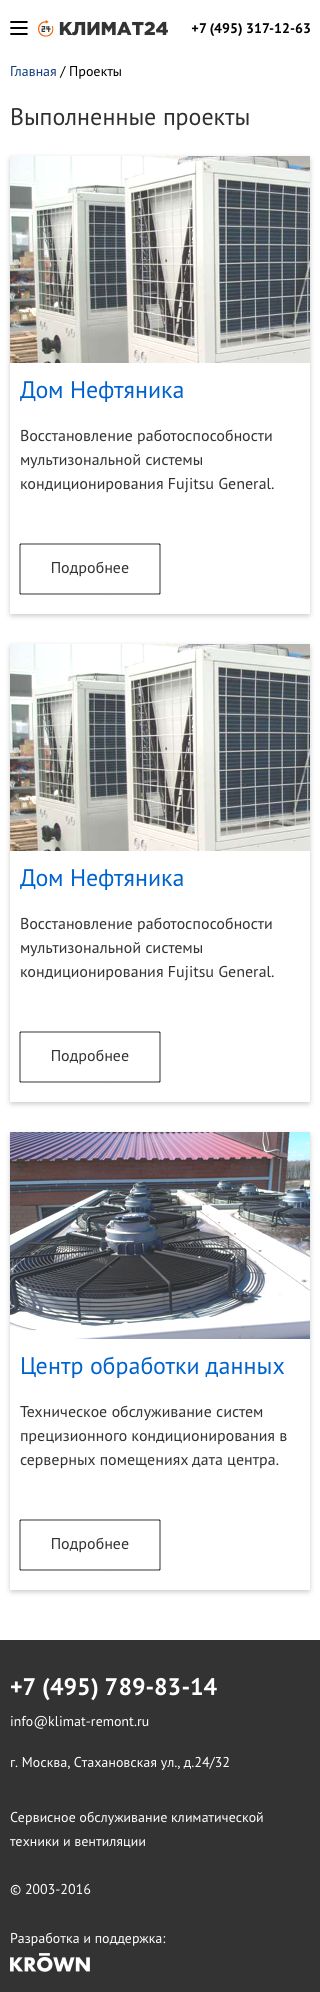 24 КЛИМАТ24 +7 (495) 317-12-63
Главная / Проекты
Выполненные проекты
Дом Нефтяника
Восстановление работоспособности
мультизональной системы
кондиционирования Fujitsu General.
Подробнее
Дом Нефтяника
Восстановление работоспособности
мультизональной системы
кондиционирования Fujitsu General.
Подробнее
Центр обработки данных
Техническое обслуживание систем
прецизионного кондиционирования в
серверных помещениях дата центра.
Подробнее
+7 (495) 789-83-14
info@klimat-remont.ru
г. Москва, Стахановская ул., д.24/32
Сервисное обслуживание климатической
техники и вентиляции
© 2003-2016
Разработка и поддержка:
KRŌWN